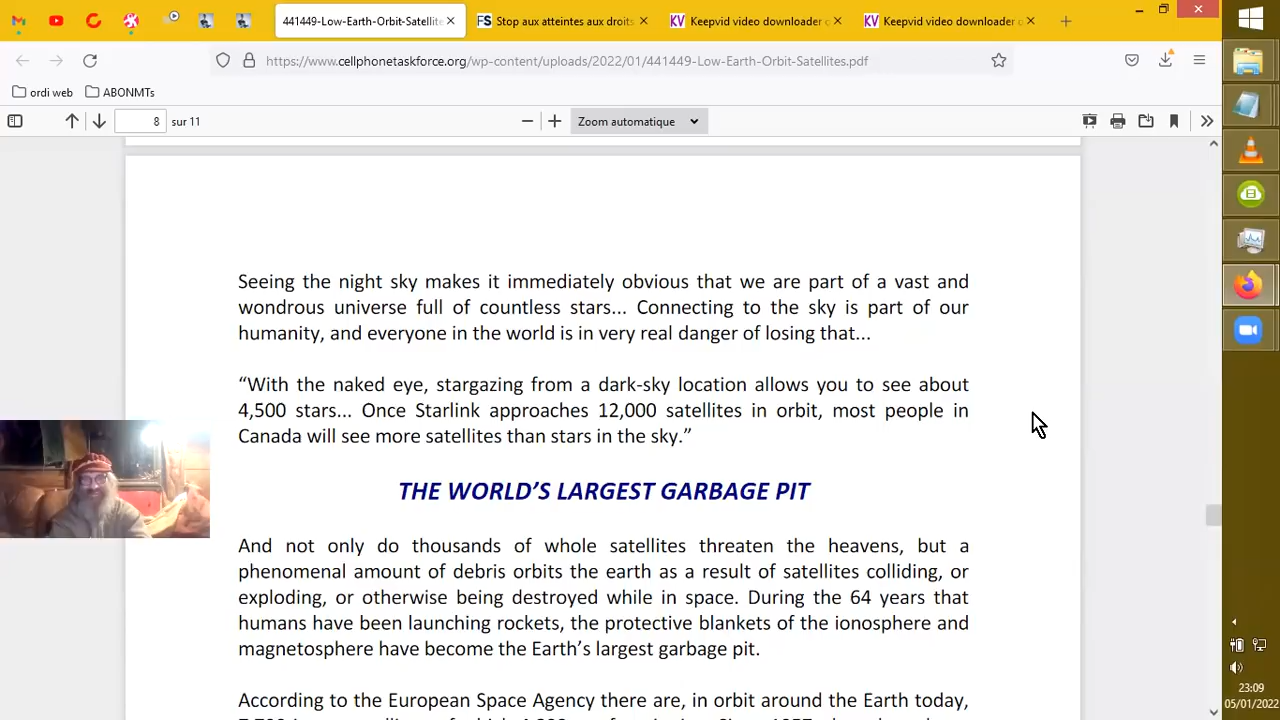 441449-Low-Earth-Orbit-Satellite
Stop aux atteintes aux droits
Keepvid video downloader
Keepvid video downloader o
https://www.cellphonetaskforce.org/wp-content/uploads/2022/01/441449-Low-Earth-Orbit-Satellites.pdf
ordi web
ABONMTs
8 sur 11
Zoom automatique
Seeing the night sky makes it immediately obvious that we are part of a vast and
wondrous universe full of countless stars... Connecting to the sky is part of our
humanity, and everyone in the world is in very real danger of losing that...
“With the naked eye, stargazing from a dark-sky location allows you to see about
4,500 stars... Once Starlink approaches 12,000 satellites in orbit, most people in
Canada will see more satellites than stars in the sky.”
THE WORLD’S LARGEST GARBAGE PIT
And not only do thousands of whole satellites threaten the heavens, but a
phenomenal amount of debris orbits the earth as a result of satellites colliding, or
exploding, or otherwise being destroyed while in space. During the 64 years that
humans have been launching rockets, the protective blankets of the ionosphere and
magnetosphere have become the Earth’s largest garbage pit.
According to the European Space Agency there are, in orbit around the Earth today,
23:09
05/01/2022